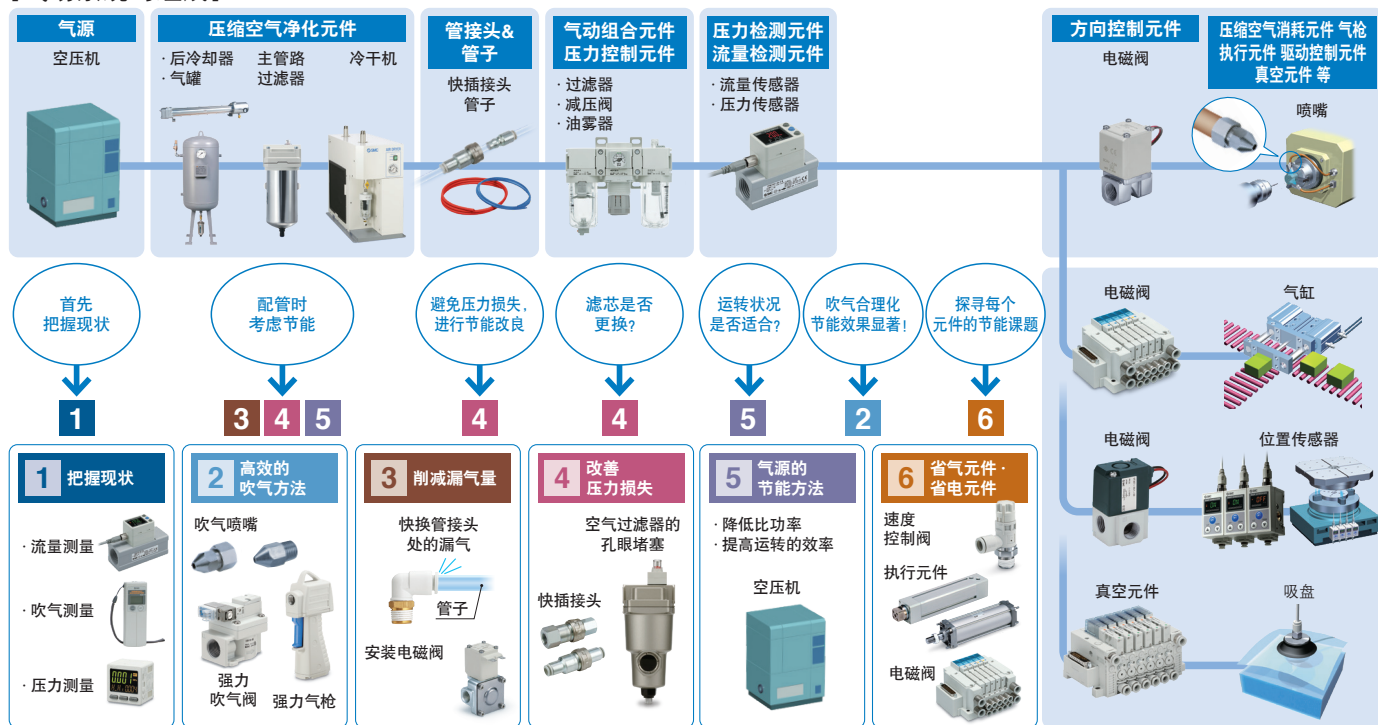 气源
空压机
压缩空气净化元件
·后冷却器
·气罐
主管路
过滤器
冷干机
管接头&
管子
快插接头
管子
气动组合元件
压力控制元件
·过滤器
·减压阀
·油雾器
压力检测元件
流量检测元件
·流量传感器
·压力传感器
方向控制元件
电磁阀
压缩空气消耗元件 气枪
执行元件 驱动控制元件
真空元件 等
喷嘴
首先
把握现状
配管时
考虑节能
避免压力损失,
进行节能改良
滤芯是否
更换?
运转状况
是否适合?
吹气合理化
节能效果显著!
探寻每个
元件的节能课题
1
3 4 5
4
4
5
2
6
电磁阀
气缸
电磁阀
位置传感器
真空元件
吸盘
1 把握现状
·流量测量
·吹气测量
·压力测量
2 高效的
吹气方法
吹气喷嘴
强力
吹气阀
强力气枪
3 削减漏气量
快换管接头
处的漏气
管子
安装电磁阀
4 改善
压力损失
空气过滤器的
孔眼堵塞
快插接头
5 气源的
节能方法
·降低比功率
·提高运转的效率
空压机
6 省气元件·
省电元件
速度
控制阀
执行元件
电磁阀